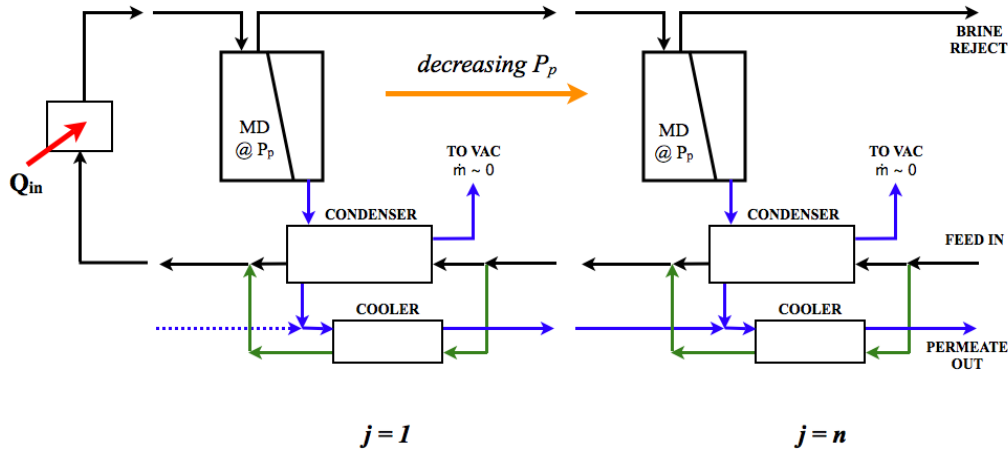 BRINE
REJECT
decreasing Pp
MD
@ Pp
MD
@ Pp
TO VAC
ṁ ~ 0
TO VAC
ṁ ~ 0
Qin
CONDENSER
CONDENSER
FEED IN
COOLER
COOLER
PERMEATE
OUT
j = 1
j = n